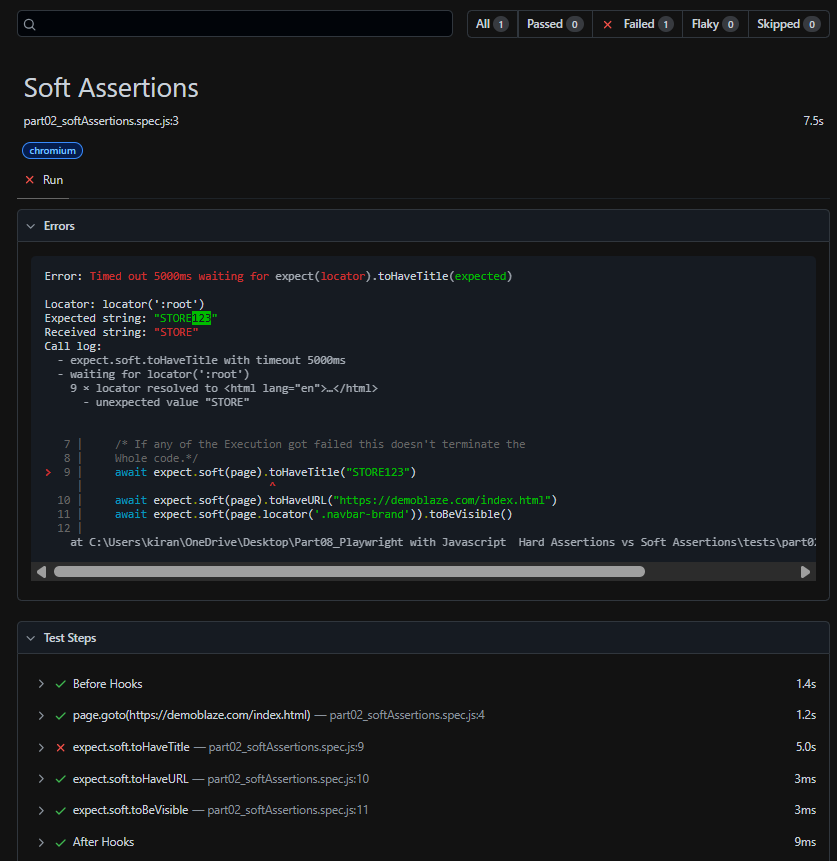 All 1 Passed 0 Failed 1 Flaky 0 Skipped 0
Soft Assertions
part02_softAssertions.spec.js:3 7.5s
chromium
Run
Errors
Error: Timed out 5000ms waiting for expect(locator).toHaveTitle(expected)
Locator: locator(':root')
Expected string: "STORE123"
Received string: "STORE"
Call log:
- expect.soft.toHaveTitle with timeout 5000ms
- waiting for locator(':root')
9 × locator resolved to <html lang="en">…</html>
- unexpected value "STORE"
7 | /* If any of the Execution got failed this doesn't terminate the
8 | Whole code.*/
> 9 | await expect.soft(page).toHaveTitle("STORE123")
| ^
10 | await expect.soft(page).toHaveURL("https://demoblaze.com/index.html")
11 | await expect.soft(page.locator('.navbar-brand')).toBeVisible()
12 |
at C:\Users\kiran\OneDrive\Desktop\Part08_Playwright with Javascript  Hard Assertions vs Soft Assertions\tests\part02
Test Steps
Before Hooks 1.4s
page.goto(https://demoblaze.com/index.html) — part02_softAssertions.spec.js:4 1.2s
expect.soft.toHaveTitle — part02_softAssertions.spec.js:9 5.0s
expect.soft.toHaveURL — part02_softAssertions.spec.js:10 3ms
expect.soft.toBeVisible — part02_softAssertions.spec.js:11 3ms
After Hooks 9ms